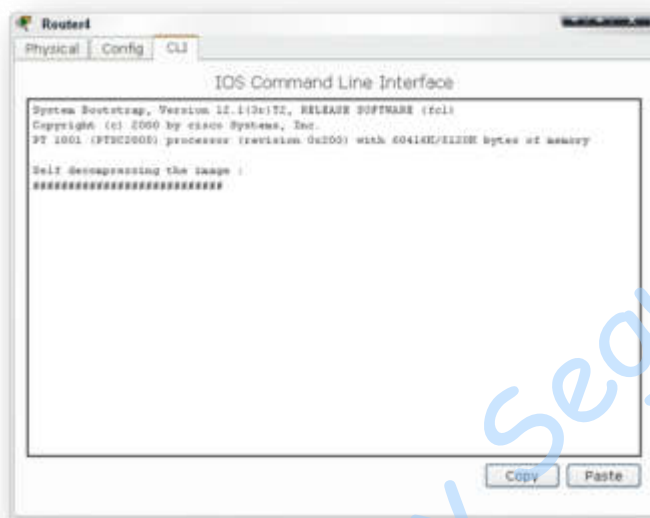 Router4
Physical Config CLI
IOS Command Line Interface
System Bootstrap, Version 12.1(3r)T2, RELEASE SOFTWARE (fc1)
Copyright (c) 2000 by cisco Systems, Inc.
PT 1001 (PTSC2005) processor (revision 0x200) with 60416K/5120K bytes of memory
Self decompressing the image :
###########################
Copy Paste